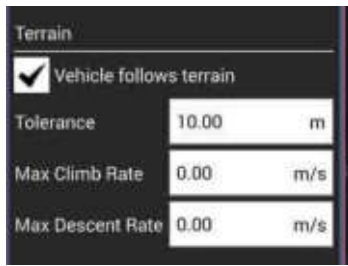 Terrain
Vehicle follows terrain
Tolerance 10.00 m
Max Climb Rate 0.00 m/s
Max Descent Rate 0.00 m/s